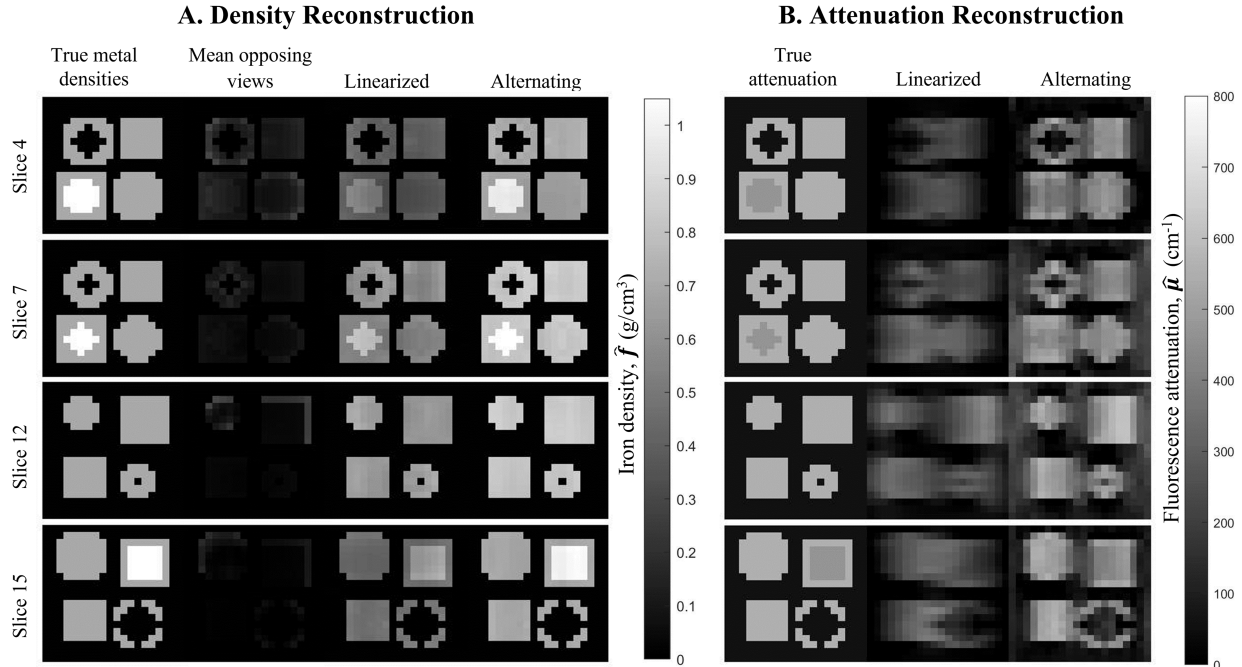 A. Density Reconstruction
B. Attenuation Reconstruction
True metal
densities
Mean opposing
views
Linearized
Alternating
True
attenuation
Linearized
Alternating
Slice 4
Slice 7
Slice 12
Slice 15
1
0.9
0.8
0.7
0.6
0.5
0.4
0.3
0.2
0.1
0
Iron density, f̂ (g/cm³)
800
700
600
500
400
300
200
100
0
Fluorescence attenuation, μ̂ (cm⁻¹)